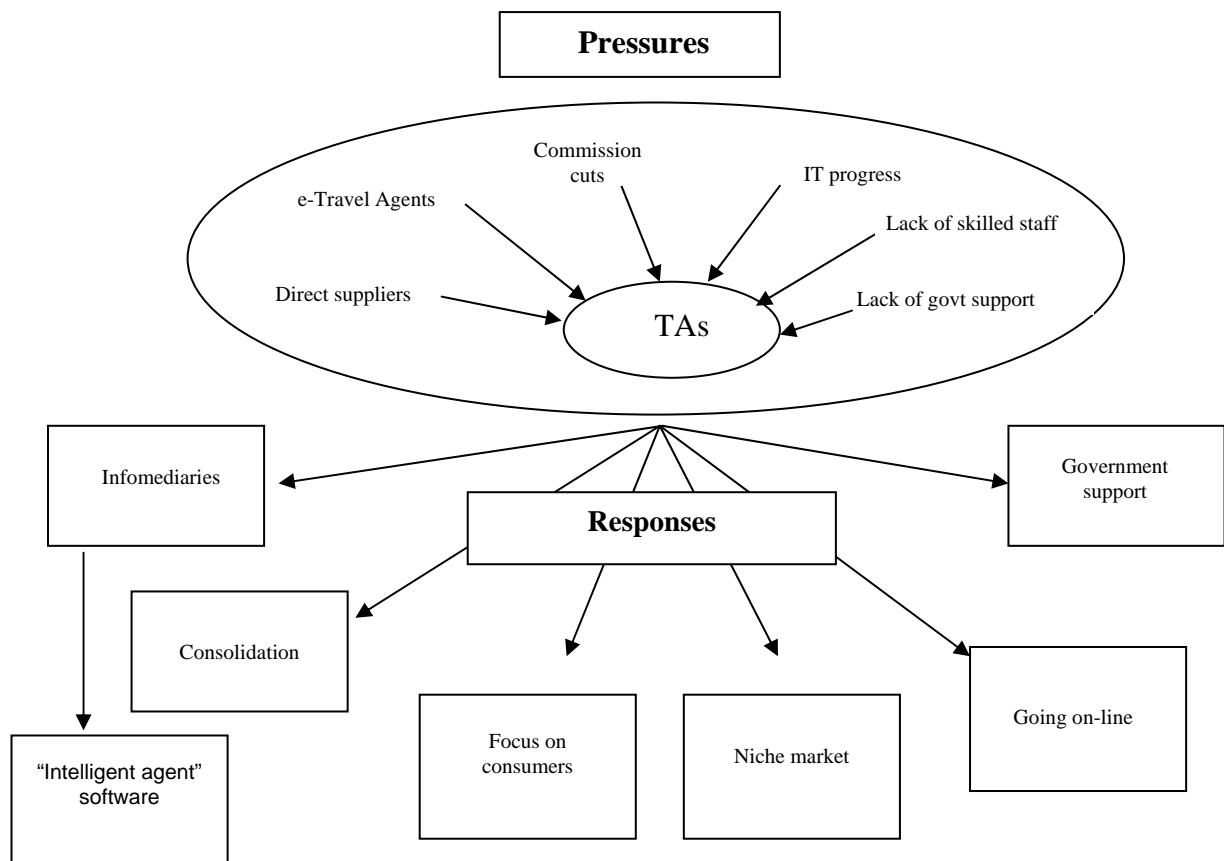 Pressures
Commission
cuts
IT progress
e-Travel Agents
Lack of skilled staff
Direct suppliers
Lack of govt support
TAs
Infomediaries
Government
support
Responses
Consolidation
Going on-line
Focus on
consumers
Niche market
“Intelligent agent”
software